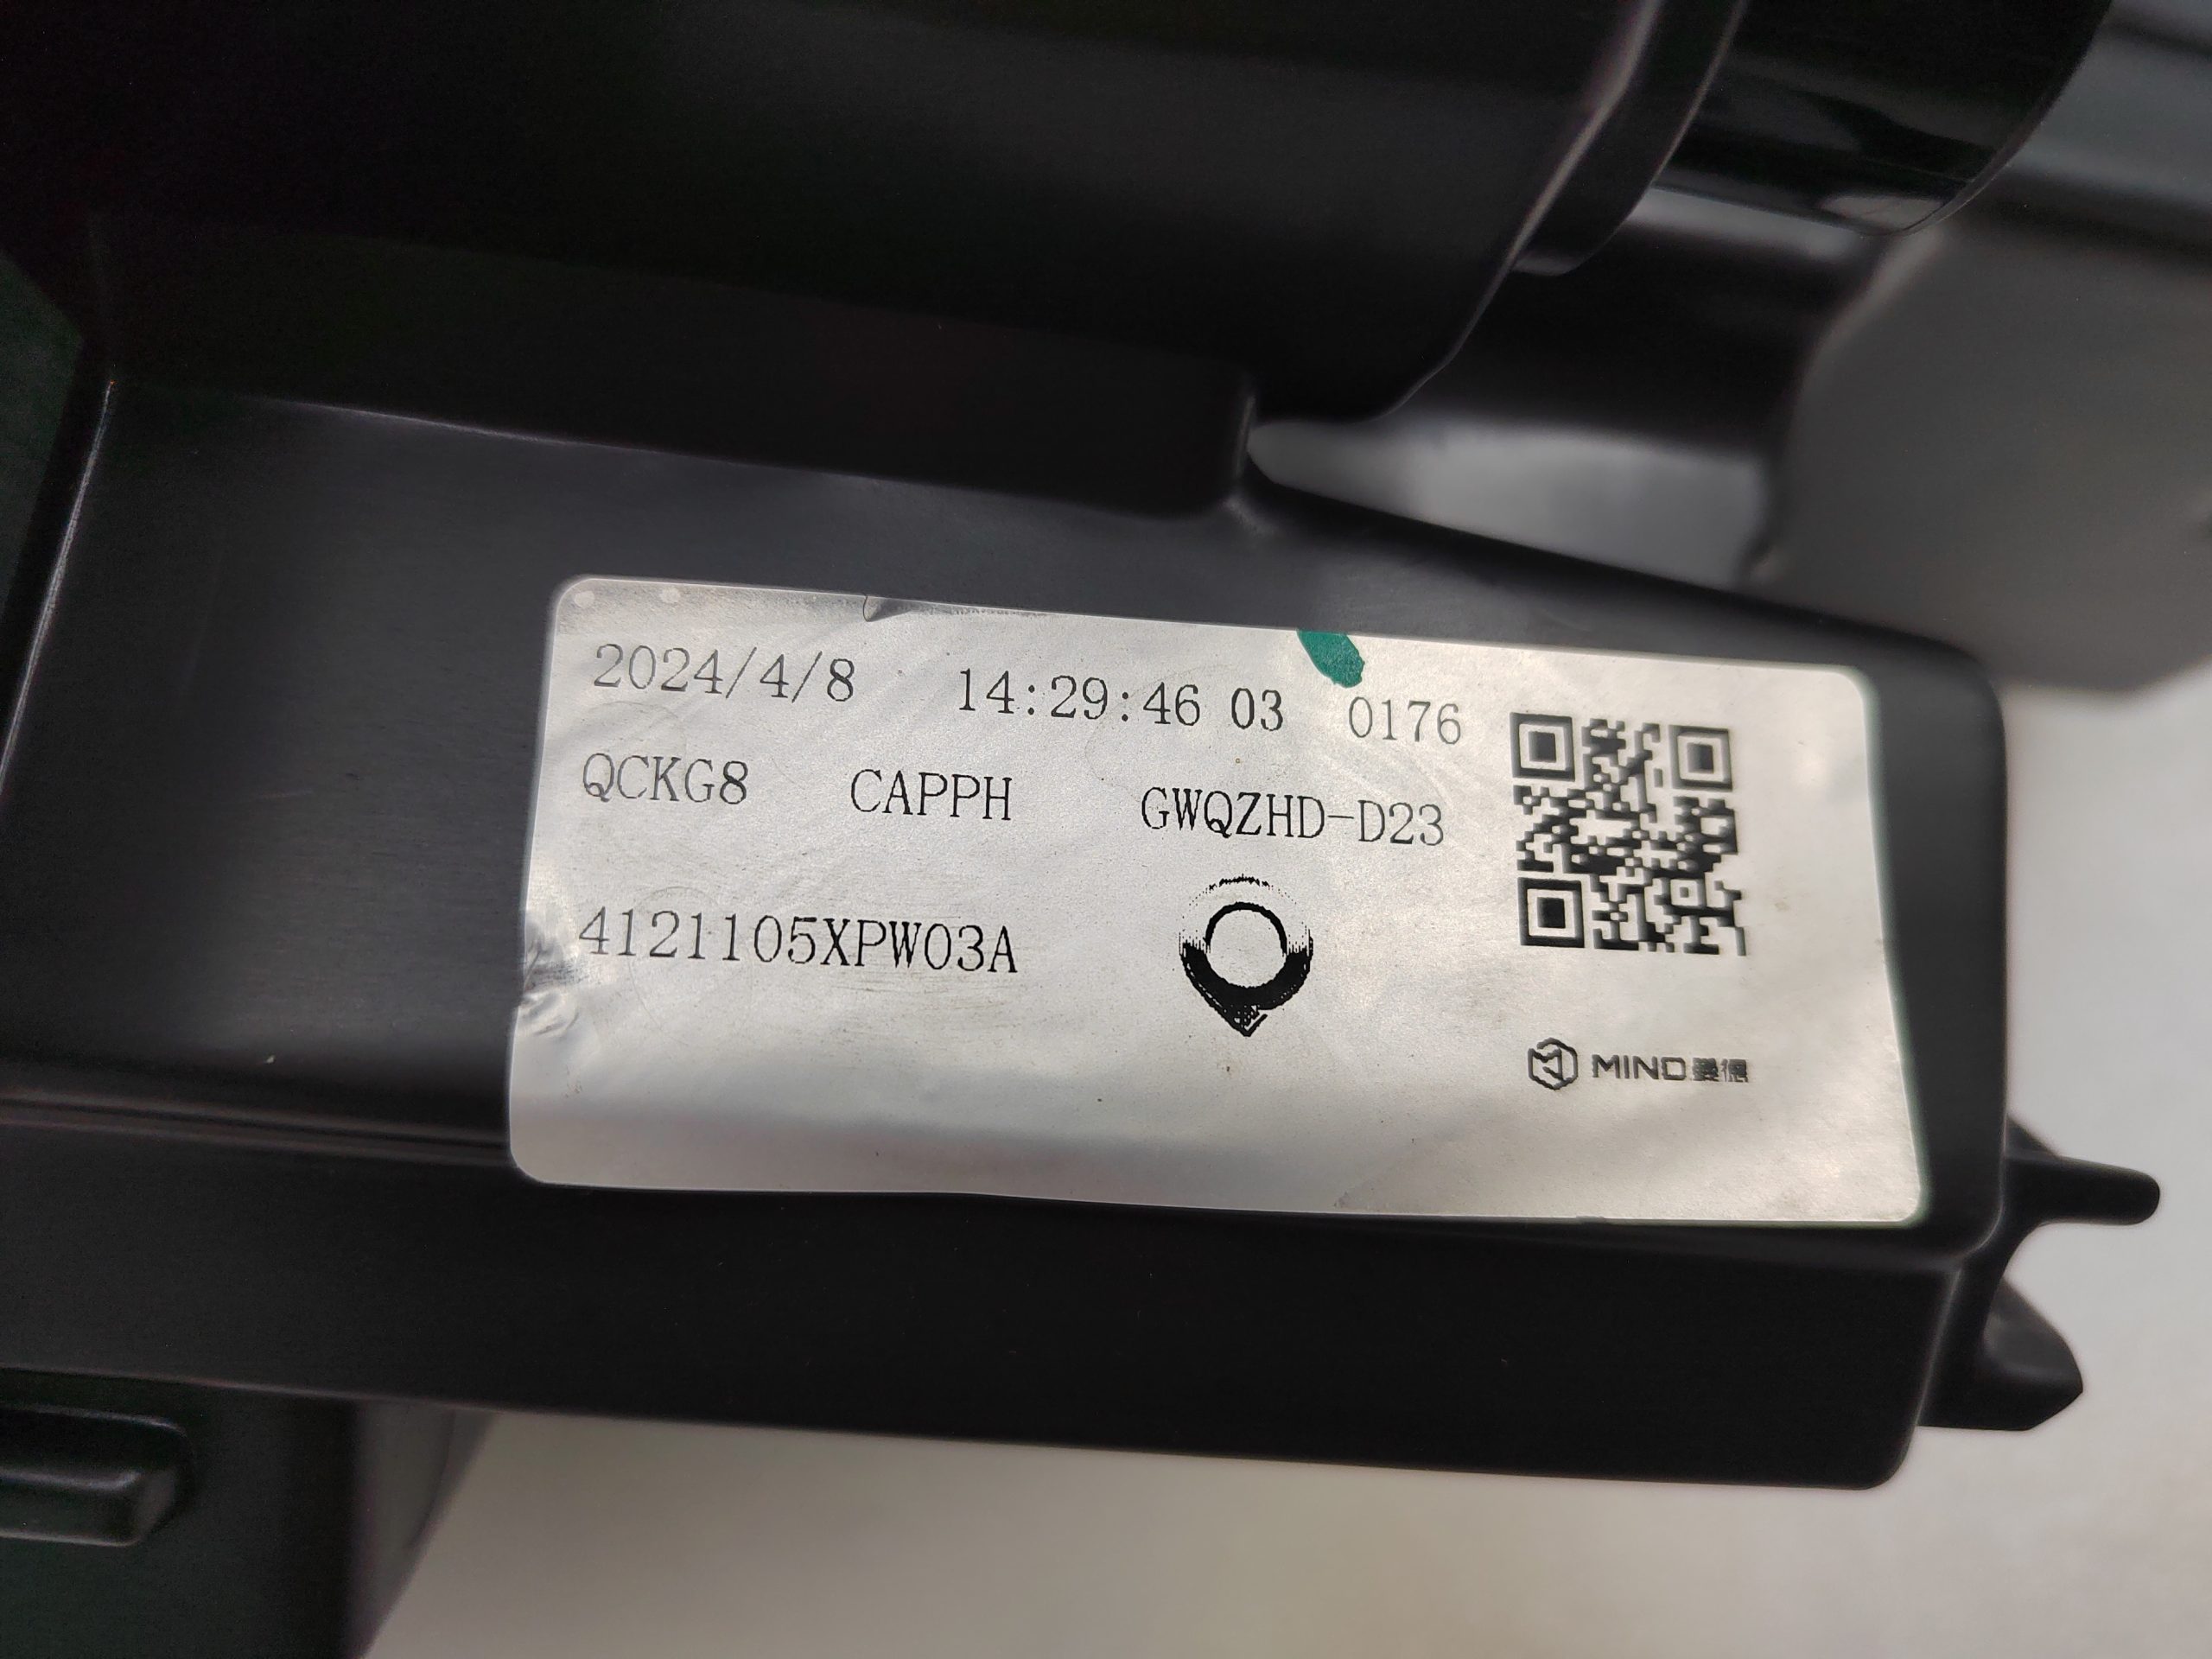 2024/4/8 14:29:46 03 0176
QCKG8 CAPPH GWQZHD-D23
4121105XPW03A
MIND曼德